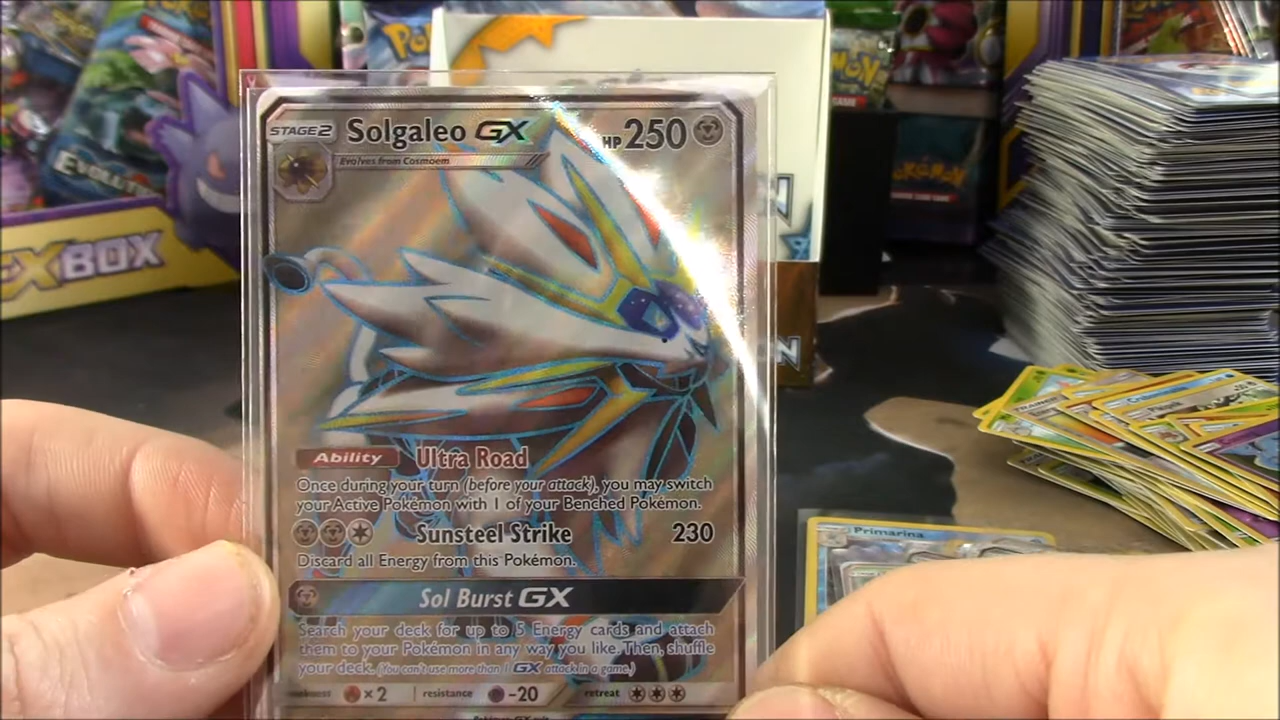 STAGE2 Solgaleo GX HP 250
Evolves from Cosmoem
Ability Ultra Road
Once during your turn (before your attack), you may switch
your Active Pokémon with 1 of your Benched Pokémon.
Sunsteel Strike 230
Discard all Energy from this Pokémon.
Sol Burst GX
Search your deck for up to 5 Energy cards and attach
them to your Pokémon in any way you like. Then, shuffle
your deck. (You can't use more than 1 GX attack in a game.)
×2 resistance -20 retreat
Primarina
BOX